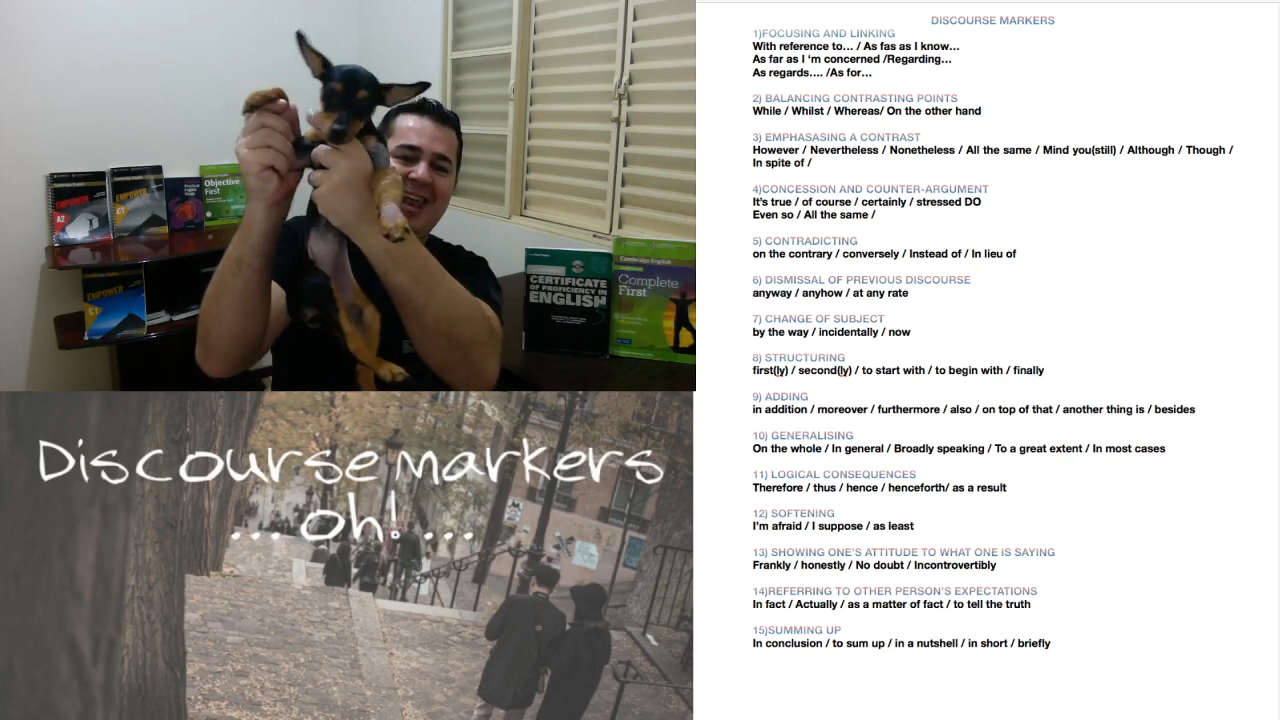 EMPOWER
A2
EMPOWER
C1
Practical
English
Usage
Objective
First
EMPOWER
C1
CERTIFICATE
OF PROFICIENCY IN
ENGLISH
5
Cambridge English
Complete
First
Discourse markers
... oh! ...
DISCOURSE MARKERS
1)FOCUSING AND LINKING
With reference to... / As fas as I know...
As far as I 'm concerned /Regarding...
As regards.... /As for...
2) BALANCING CONTRASTING POINTS
While / Whilst / Whereas/ On the other hand
3) EMPHASASING A CONTRAST
However / Nevertheless / Nonetheless / All the same / Mind you(still) / Although / Though /
In spite of /
4)CONCESSION AND COUNTER-ARGUMENT
It's true / of course / certainly / stressed DO
Even so / All the same /
5) CONTRADICTING
on the contrary / conversely / Instead of / In lieu of
6) DISMISSAL OF PREVIOUS DISCOURSE
anyway / anyhow / at any rate
7) CHANGE OF SUBJECT
by the way / incidentally / now
8) STRUCTURING
first(ly) / second(ly) / to start with / to begin with / finally
9) ADDING
in addition / moreover / furthermore / also / on top of that / another thing is / besides
10) GENERALISING
On the whole / In general / Broadly speaking / To a great extent / In most cases
11) LOGICAL CONSEQUENCES
Therefore / thus / hence / henceforth/ as a result
12) SOFTENING
I'm afraid / I suppose / as least
13) SHOWING ONE'S ATTITUDE TO WHAT ONE IS SAYING
Frankly / honestly / No doubt / Incontrovertibly
14)REFERRING TO OTHER PERSON'S EXPECTATIONS
In fact / Actually / as a matter of fact / to tell the truth
15)SUMMING UP
In conclusion / to sum up / in a nutshell / in short / briefly